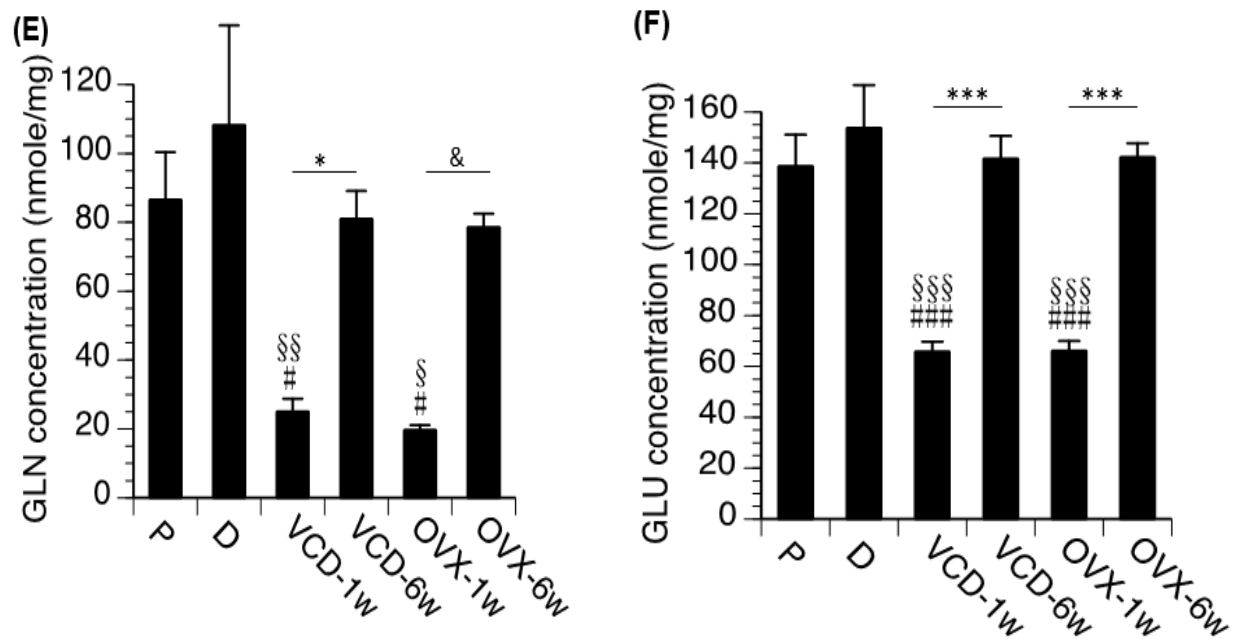 (E)
GLN concentration (nmole/mg)
120
100
80
60
40
20
0
*
&
§§
#
§
#
P
D
VCD-1w
VCD-6w
OVX-1w
OVX-6w
(F)
GLU concentration (nmole/mg)
160
140
120
100
80
60
40
20
0
***
***
§§§
###
§§§
###
P
D
VCD-1w
VCD-6w
OVX-1w
OVX-6w